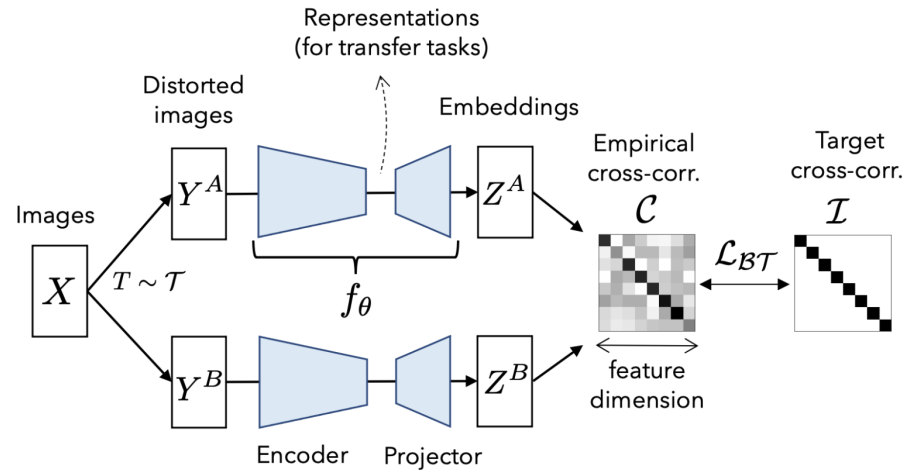 Representations
(for transfer tasks)
Distorted
images
Embeddings
Empirical
cross-corr.
Target
cross-corr.
Images
X
T ~ 𝒯
Y^A
Z^A
𝒞
ℒ_ℬ𝒯
ℐ
f_θ
Y^B
Z^B
feature
dimension
Encoder
Projector